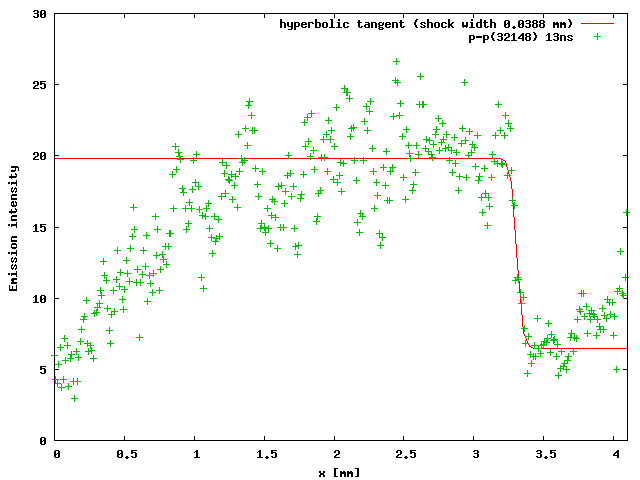 30
hyperbolic tangent (shock width 0.0388 mm)
p-p(32148) 13ns
25
20
Emission intensity
15
10
5
0
0 0.5 1 1.5 2 2.5 3 3.5 4
x [mm]